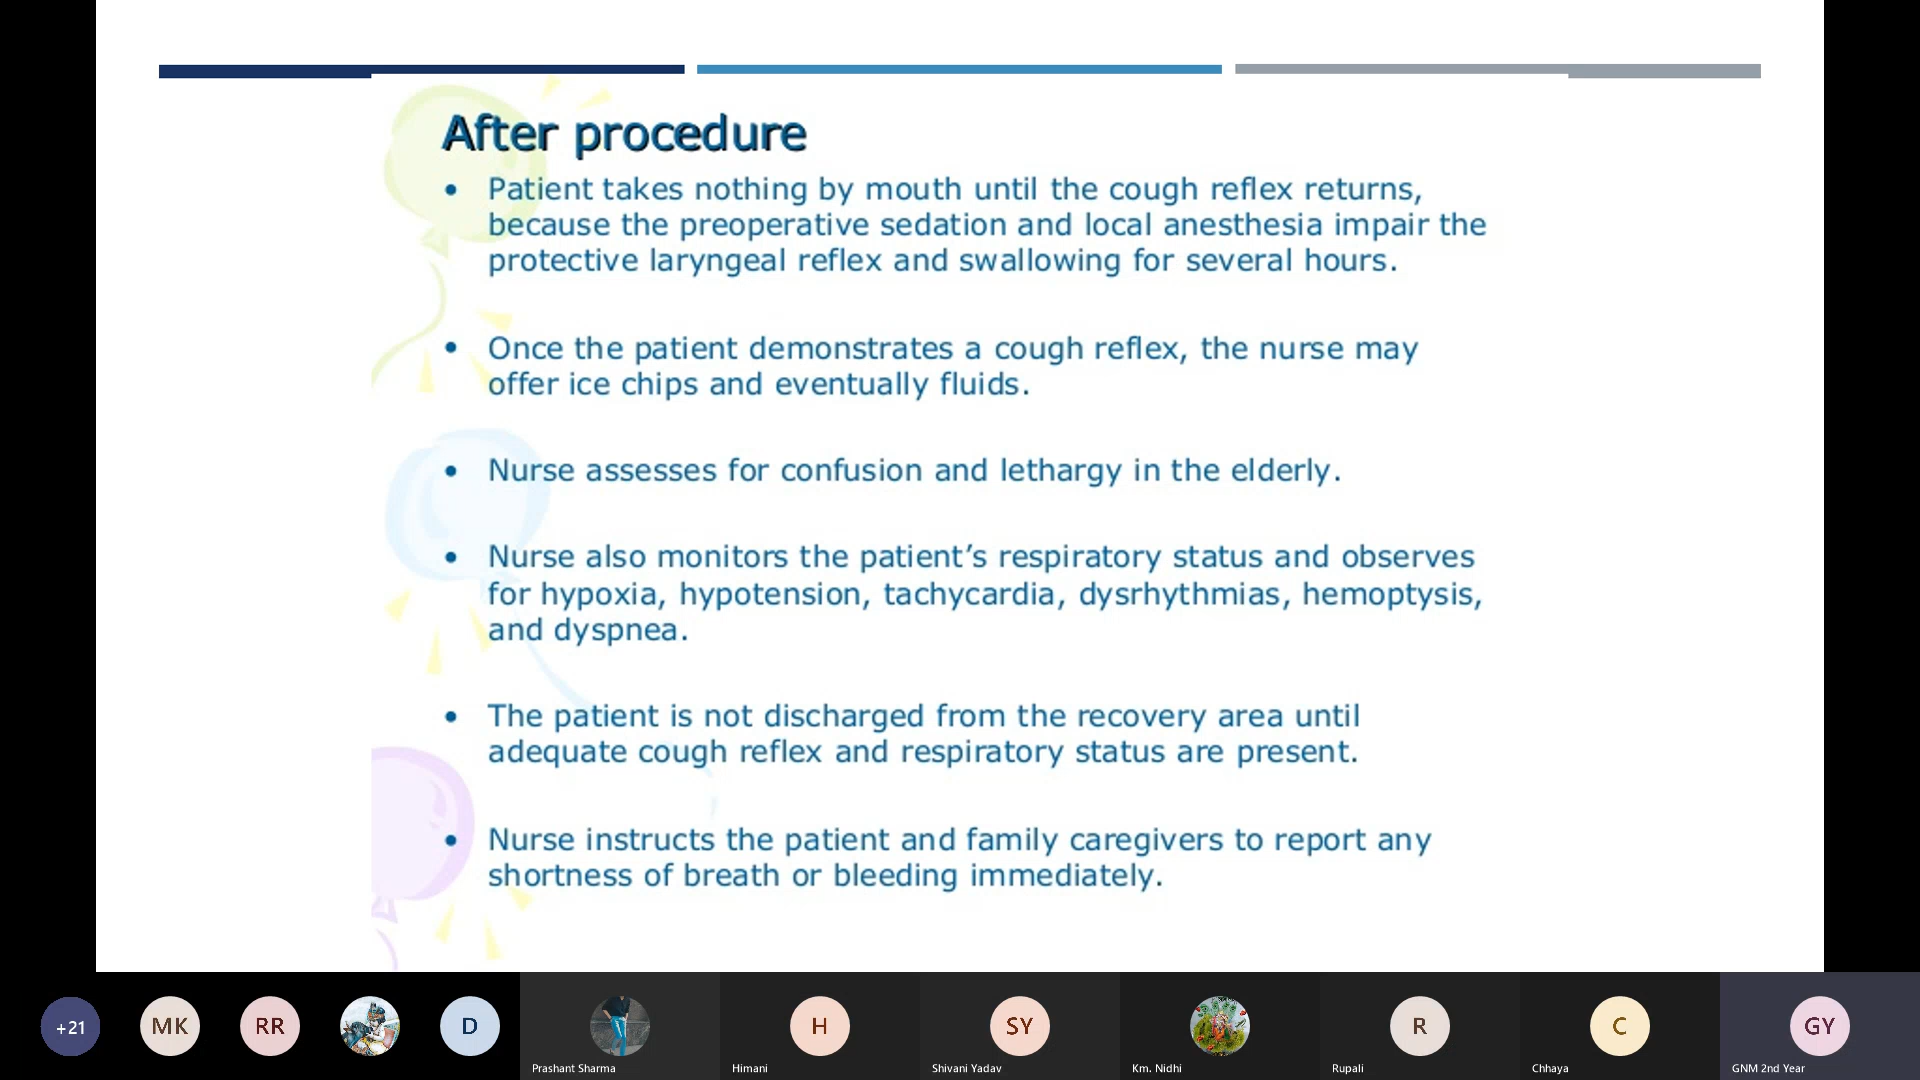 After procedure
• Patient takes nothing by mouth until the cough reflex returns,
because the preoperative sedation and local anesthesia impair the
protective laryngeal reflex and swallowing for several hours.
• Once the patient demonstrates a cough reflex, the nurse may
offer ice chips and eventually fluids.
• Nurse assesses for confusion and lethargy in the elderly.
• Nurse also monitors the patient’s respiratory status and observes
for hypoxia, hypotension, tachycardia, dysrhythmias, hemoptysis,
and dyspnea.
• The patient is not discharged from the recovery area until
adequate cough reflex and respiratory status are present.
• Nurse instructs the patient and family caregivers to report any
shortness of breath or bleeding immediately.
+21 MK RR D H SY R C GY
Prashant Sharma Himani Shivani Yadav Km. Nidhi Rupali Chhaya GNM 2nd Year